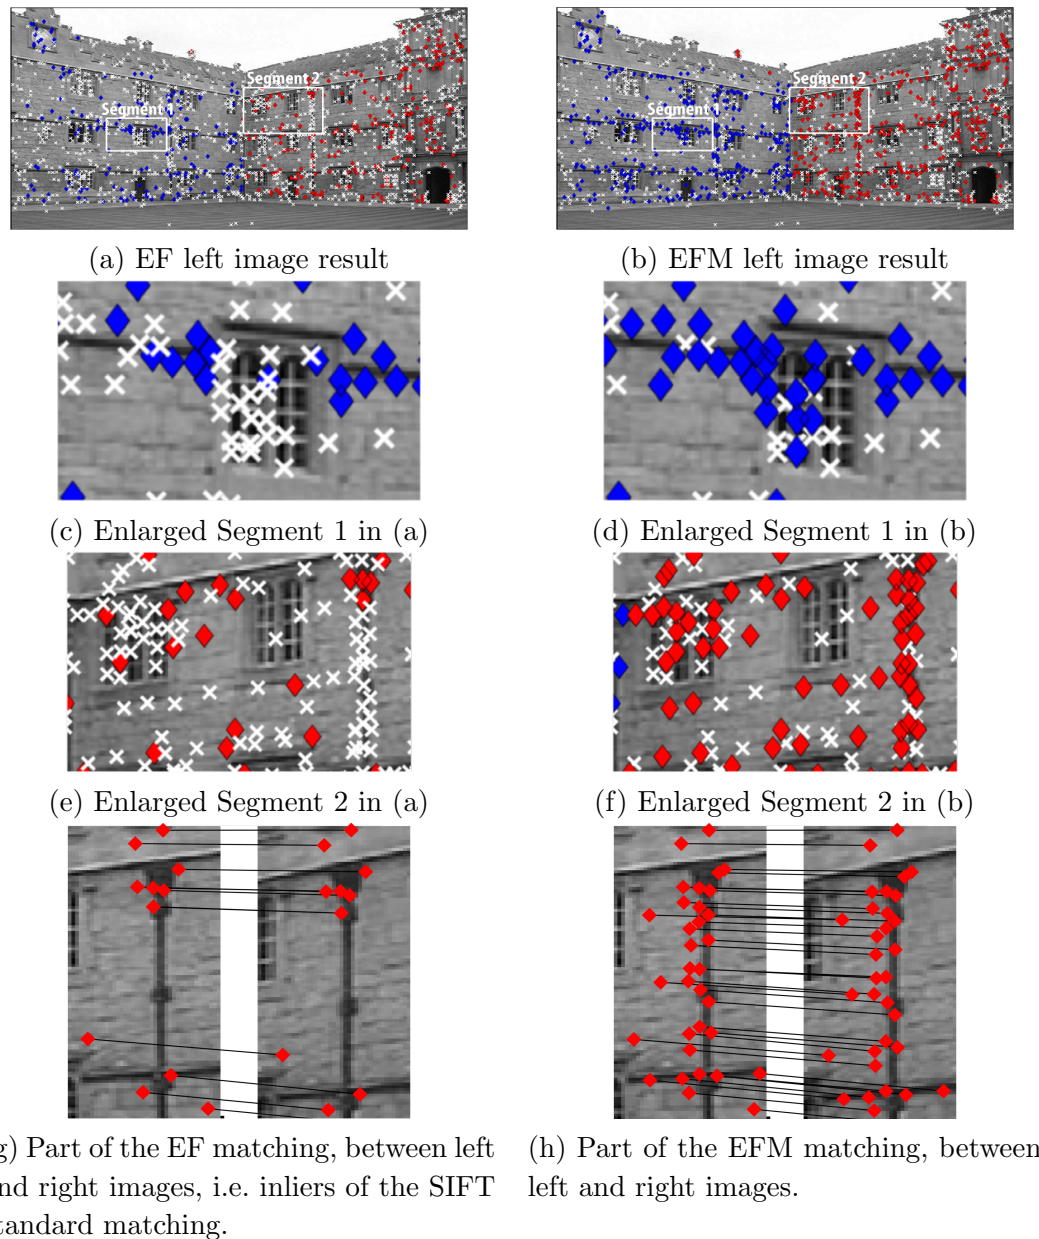 Segment 1
Segment 2
Segment 1
Segment 2
(a) EF left image result
(b) EFM left image result
(c) Enlarged Segment 1 in (a)
(d) Enlarged Segment 1 in (b)
(e) Enlarged Segment 2 in (a)
(f) Enlarged Segment 2 in (b)
g) Part of the EF matching, between left
nd right images, i.e. inliers of the SIFT
tandard matching.
(h) Part of the EFM matching, between
left and right images.